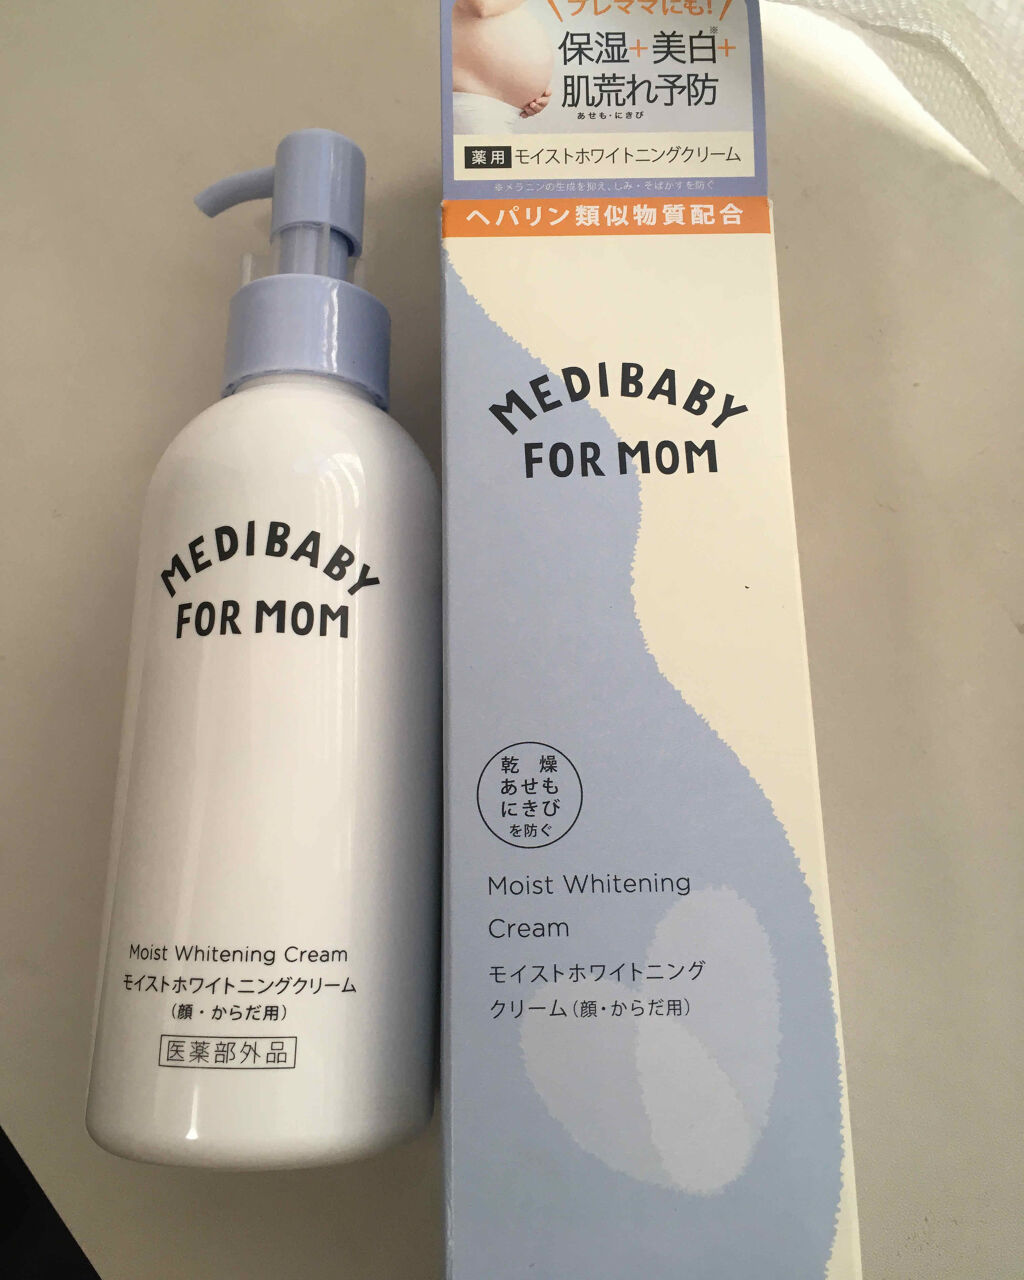 プレママにも!
保湿+美白※+
肌荒れ予防
あせも・にきび
薬用 モイストホワイトニングクリーム
※メラニンの生成を抑え、しみ・そばかすを防ぐ
ヘパリン類似物質配合
MEDIBABY
FOR MOM
乾燥
あせも
にきび
を防ぐ
Moist Whitening
Cream
モイストホワイトニング
クリーム(顔・からだ用)
MEDIBABY
FOR MOM
Moist Whitening Cream
モイストホワイトニングクリーム
(顔・からだ用)
医薬部外品